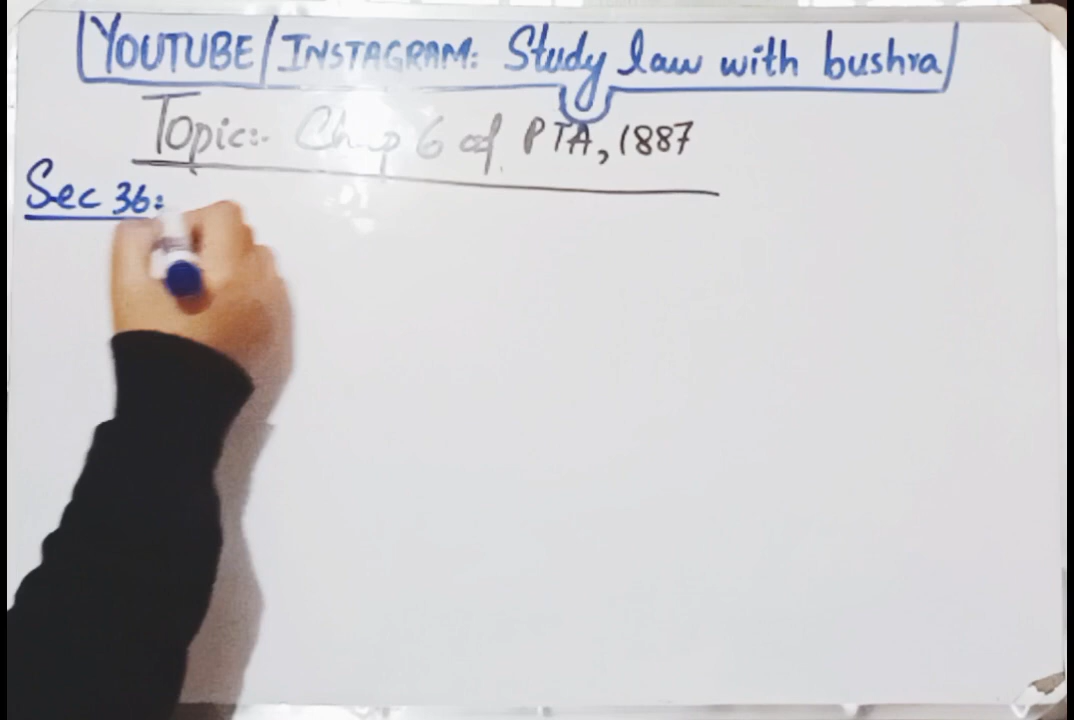 YOUTUBE/INSTAGRAM: Study law with bushra
Topic:- Chap 6 of PTA, 1887
Sec 36: